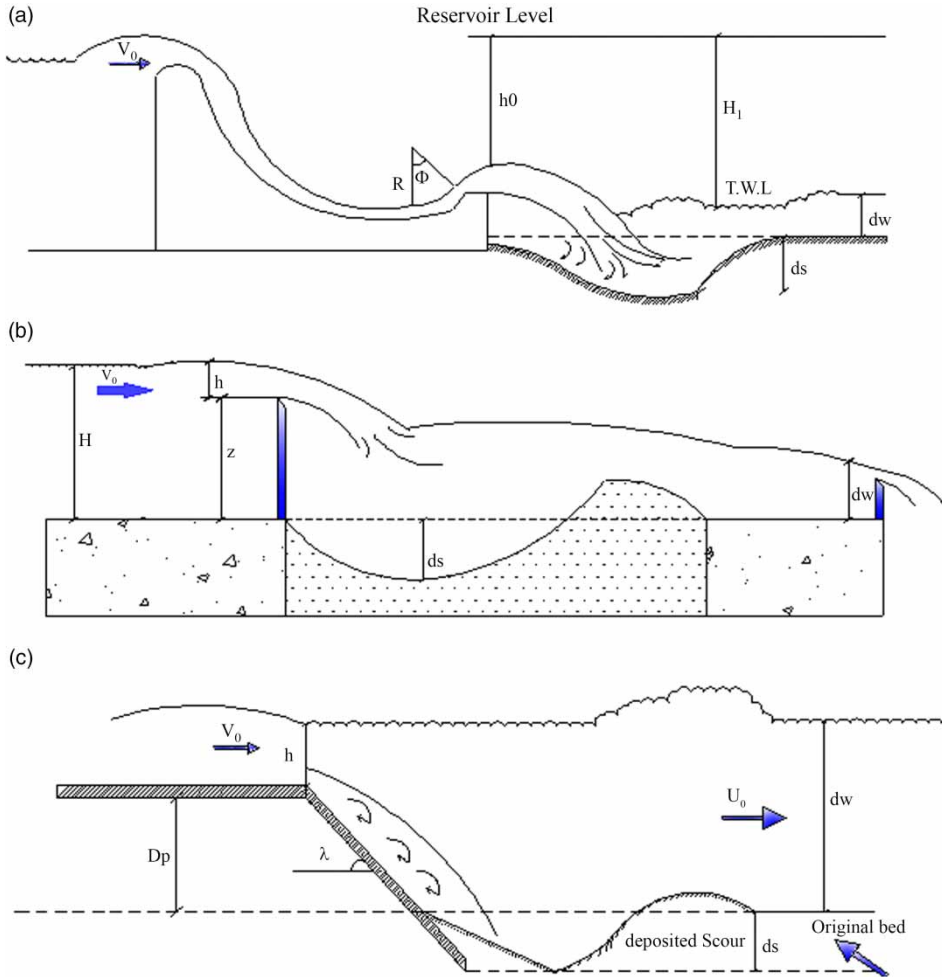 (a)
Reservoir Level
V₀
h0
H₁
R
Φ
T.W.L
dw
ds
(b)
V₀
h
H
z
dw
ds
(c)
V₀
h
U₀
dw
Dp
λ
Original bed
deposited Scour
ds